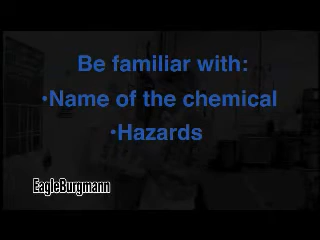 Be familiar with:
•Name of the chemical
•Hazards
EagleBurgmann